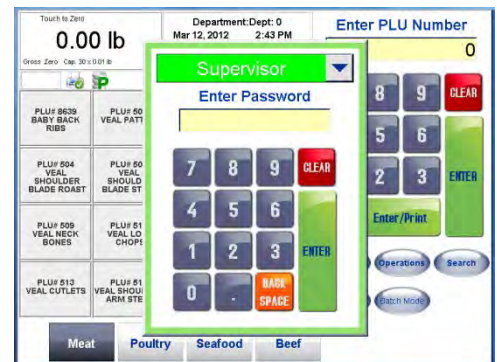 Touch to Zero
0.00 lb
Gross Zero Cap. 30 x 0.01 lb
Department:Dept: 0
Mar 12, 2012 2:43 PM
Enter PLU Number
0
Supervisor
Enter Password
7 8 9 CLEAR
4 5 6
1 2 3 ENTER
0 . BACK SPACE
8 9 CLEAR
5 6
2 3 ENTER
Enter/Print
Operations Search
Batch Mode
PLU# 8639
BABY BACK
RIBS
PLU# 50
VEAL PATT
PLU# 504
VEAL
SHOULDER
BLADE ROAST
PLU# 50
VEAL
SHOULD
BLADE ST
PLU# 509
VEAL NECK
BONES
PLU# 51
VEAL LO
CHOPS
PLU# 513
VEAL CUTLETS
PLU# 51
VEAL SHOU
ARM STE
Meat Poultry Seafood Beef